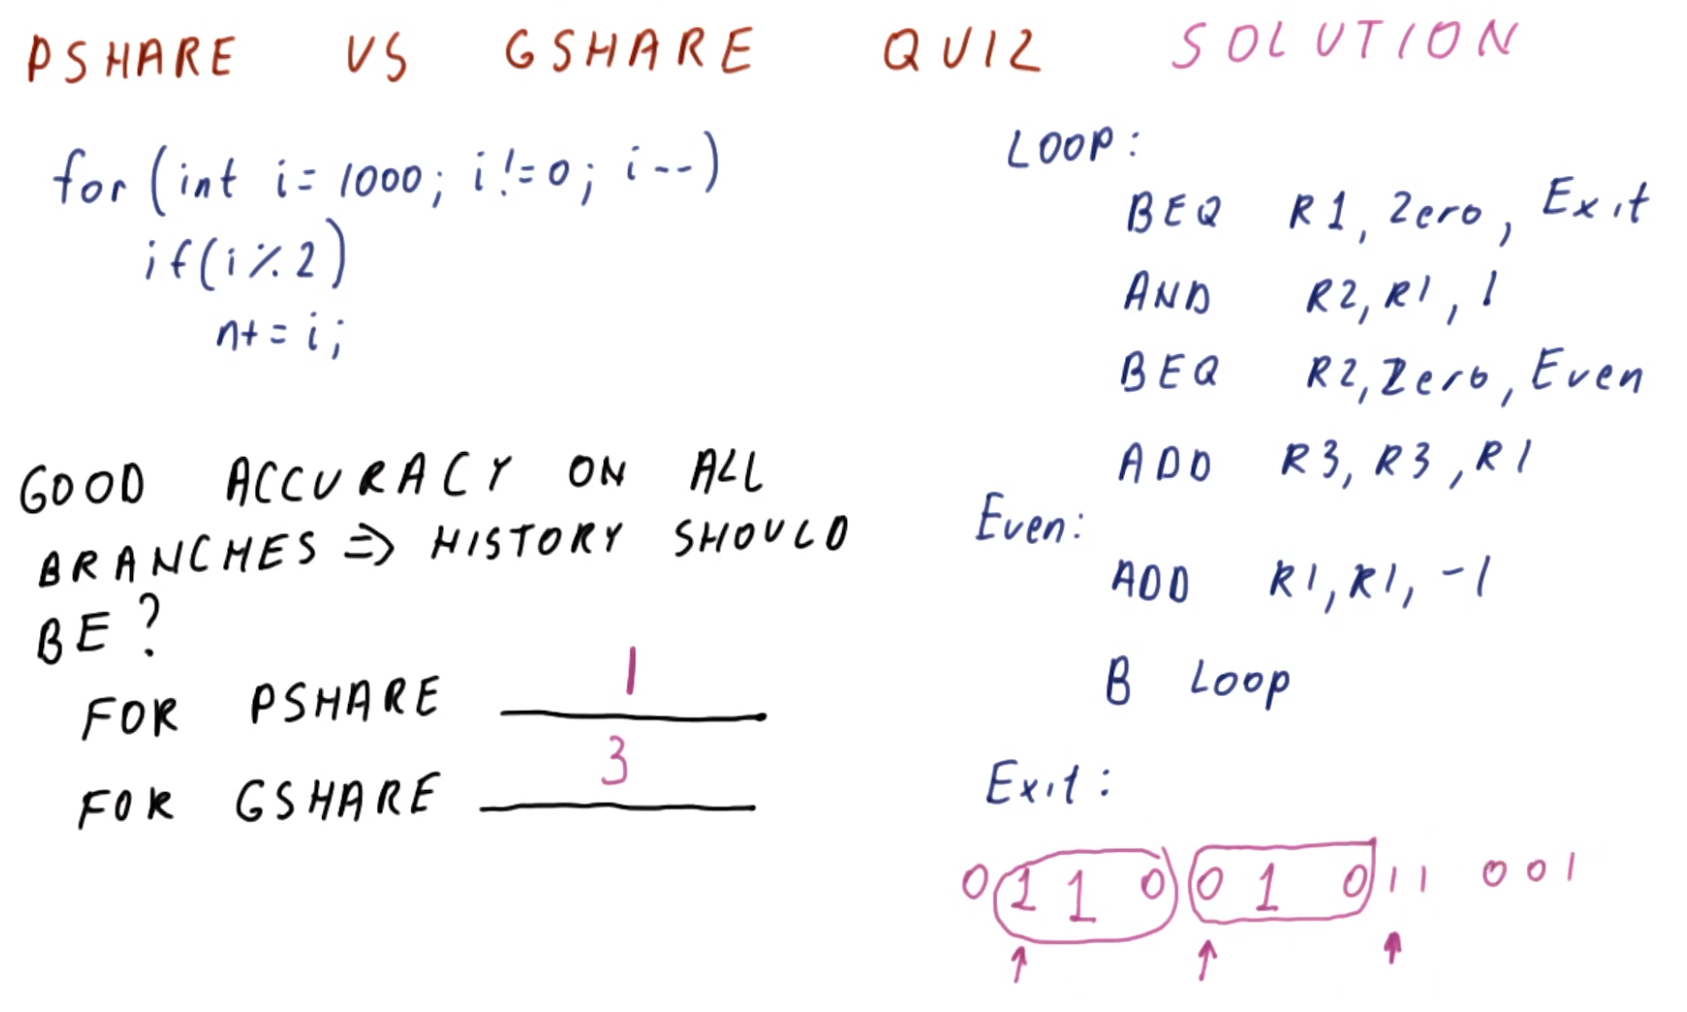 PSHARE VS GSHARE QUIZ SOLUTION
for (int i = 1000; i != 0; i--)
if (i % 2)
n += i;
GOOD ACCURACY ON ALL
BRANCHES => HISTORY SHOULD
BE?
FOR PSHARE 1
FOR GSHARE 3
LOOP:
BEQ R1, Zero, Exit
AND R2, R1, 1
BEQ R2, Zero, Even
ADD R3, R3, R1
Even:
ADD R1, R1, -1
B Loop
Exit:
0 1 1 0 0 1 0 1 1 0 0 1